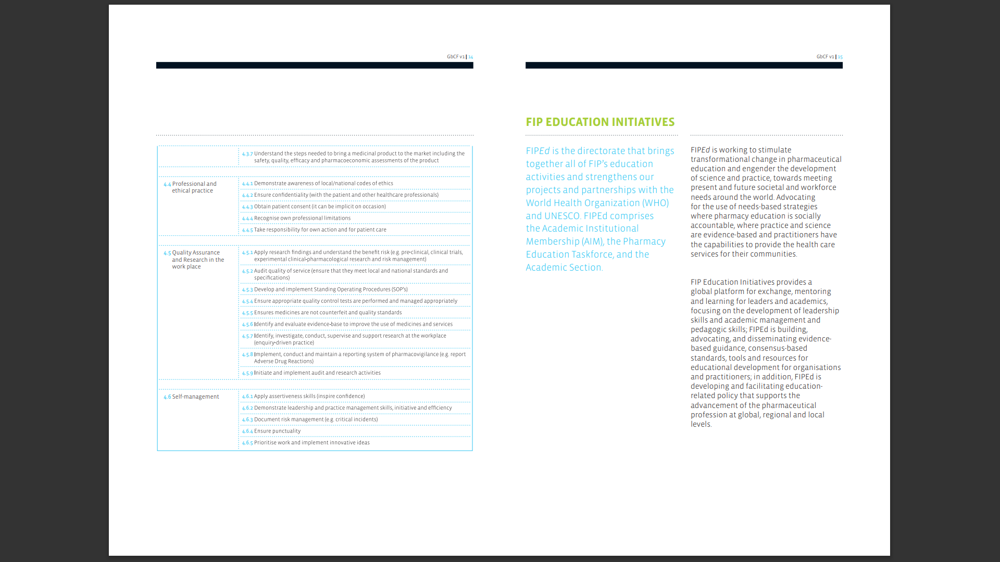 GbCF v1 | 14
4.3.7 Understand the steps needed to bring a medicinal product to the market including the
safety, quality, efficacy and pharmacoeconomic assessments of the product
4.4 Professional and
ethical practice
4.4.1 Demonstrate awareness of local/national codes of ethics
4.4.2 Ensure confidentiality (with the patient and other healthcare professionals)
4.4.3 Obtain patient consent (it can be implicit on occasion)
4.4.4 Recognise own professional limitations
4.4.5 Take responsibility for own action and for patient care
4.5 Quality Assurance
and Research in the
work place
4.5.1 Apply research findings and understand the benefit risk (e.g. pre-clinical, clinical trials,
experimental clinical-pharmacological research and risk management)
4.5.2 Audit quality of service (ensure that they meet local and national standards and
specifications)
4.5.3 Develop and implement Standing Operating Procedures (SOP's)
4.5.4 Ensure appropriate quality control tests are performed and managed appropriately
4.5.5 Ensures medicines are not counterfeit and quality standards
4.5.6 Identify and evaluate evidence-base to improve the use of medicines and services
4.5.7 Identify, investigate, conduct, supervise and support research at the workplace
(enquiry-driven practice)
4.5.8 Implement, conduct and maintain a reporting system of pharmacovigilance (e.g. report
Adverse Drug Reactions)
4.5.9 Initiate and implement audit and research activities
4.6 Self-management
4.6.1 Apply assertiveness skills (inspire confidence)
4.6.2 Demonstrate leadership and practice management skills, initiative and efficiency
4.6.3 Document risk management (e.g. critical incidents)
4.6.4 Ensure punctuality
4.6.5 Prioritise work and implement innovative ideas
GbCF v1 | 15
FIP EDUCATION INITIATIVES
FIPEd is the directorate that brings
together all of FIP's education
activities and strengthens our
projects and partnerships with the
World Health Organization (WHO)
and UNESCO. FIPEd comprises
the Academic Institutional
Membership (AIM), the Pharmacy
Education Taskforce, and the
Academic Section.
FIPEd is working to stimulate
transformational change in pharmaceutical
education and engender the development
of science and practice, towards meeting
present and future societal and workforce
needs around the world. Advocating
for the use of needs-based strategies
where pharmacy education is socially
accountable, where practice and science
are evidence-based and practitioners have
the capabilities to provide the health care
services for their communities.
FIP Education Initiatives provides a
global platform for exchange, mentoring
and learning for leaders and academics,
focusing on the development of leadership
skills and academic management and
pedagogic skills; FIPEd is building,
advocating, and disseminating evidence-
based guidance, consensus-based
standards, tools and resources for
educational development for organisations
and practitioners; in addition, FIPEd is
developing and facilitating education-
related policy that supports the
advancement of the pharmaceutical
profession at global, regional and local
levels.